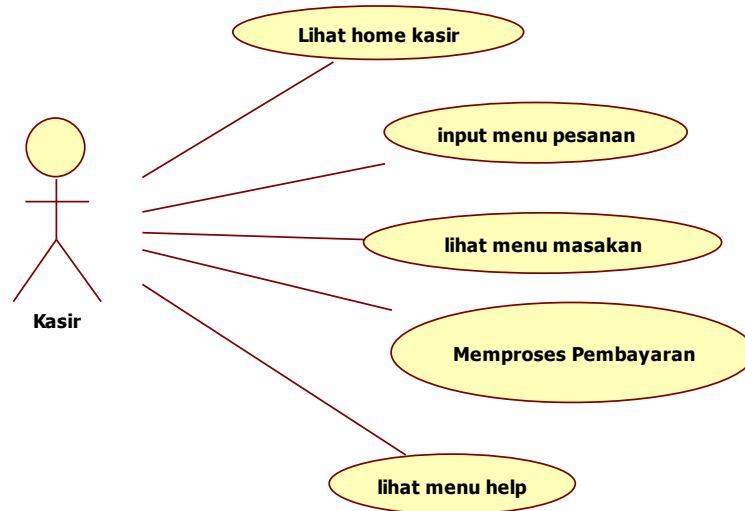 Lihat home kasir
input menu pesanan
lihat menu masakan
Kasir
Memproses Pembayaran
lihat menu help